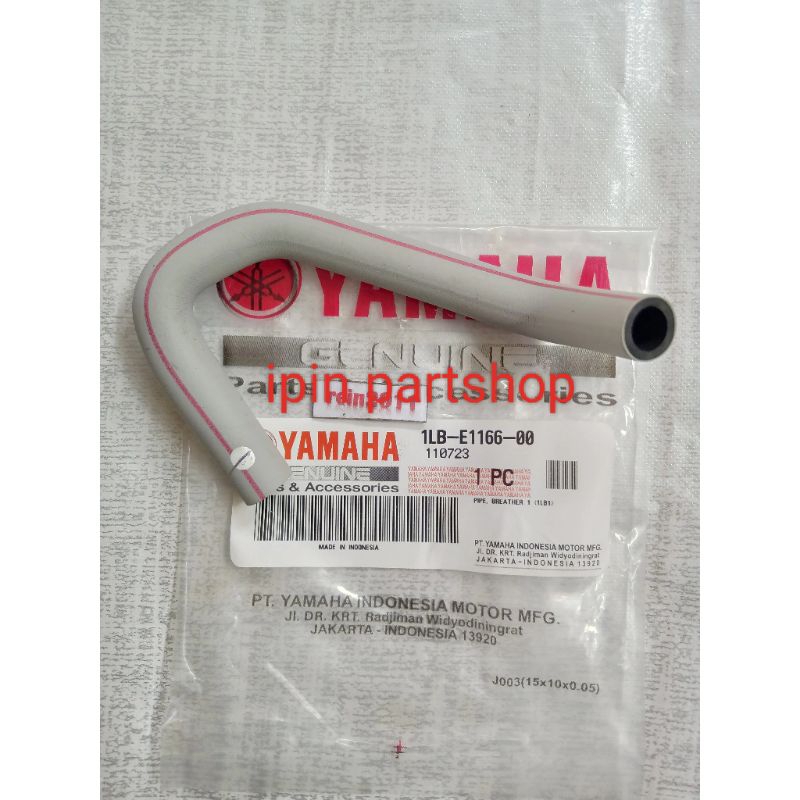 YAMAHA
GENUINE
Parts & Accessories
ipin partshop
rain2011
YAMAHA
GENUINE
Parts & Accessories
1LB-E1166-00
110723
1 PC
PIPE, BREATHER 1 (1LB1)
MADE IN INDONESIA
PT. YAMAHA INDONESIA MOTOR MFG.
JL. DR. KRT. Radjiman Widyodiningrat
JAKARTA - INDONESIA 13920
PT. YAMAHA INDONESIA MOTOR MFG.
Jl. DR. KRT. Radjiman Widyodiningrat
JAKARTA - INDONESIA 13920
J003(15x10x0.05)